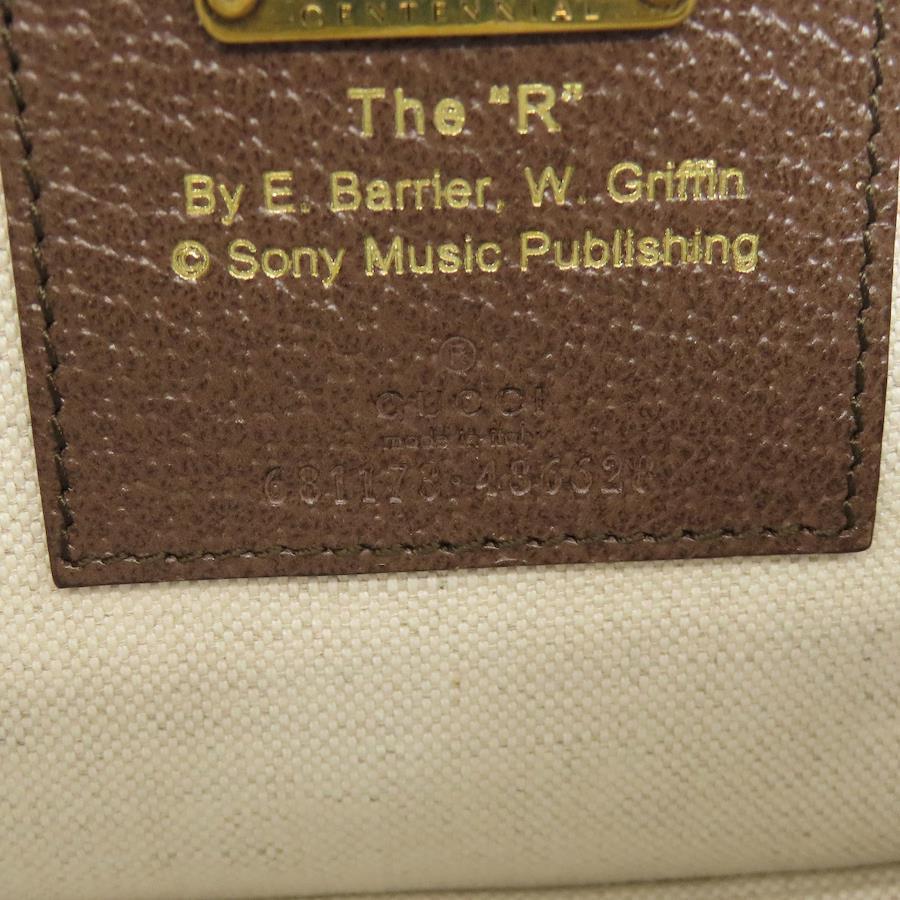 CENTENNIAL
The “R”
By E. Barrier, W. Griffin
© Sony Music Publishing
®
GUCCI
made in italy
681178·486628